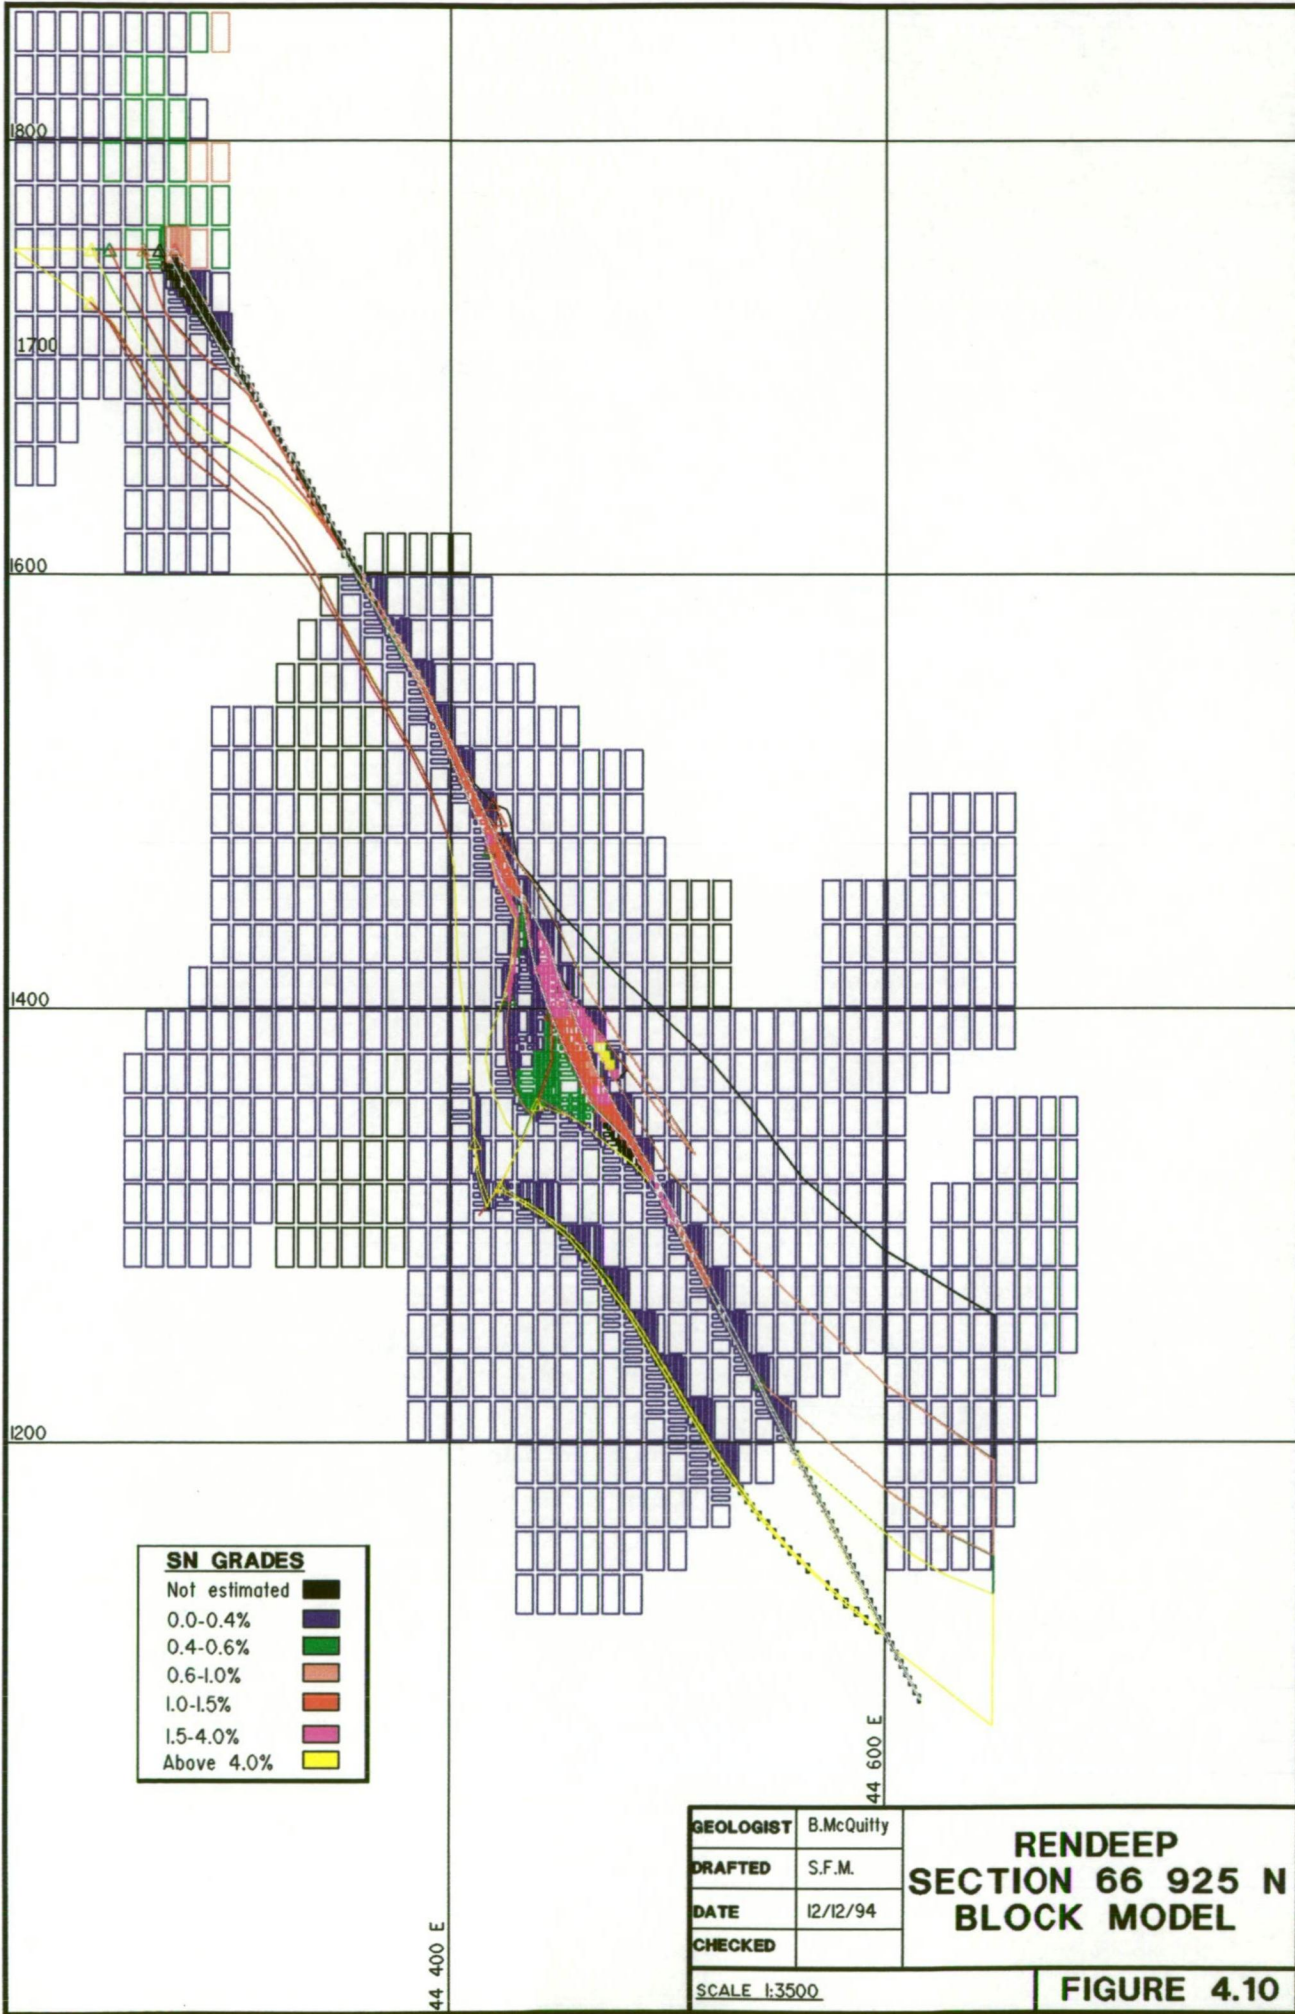 1800
1700
1600
1400
1200
SN GRADES
Not estimated
0.0-0.4%
0.4-0.6%
0.6-1.0%
1.0-1.5%
1.5-4.0%
Above 4.0%
44 400 E
44 600 E
GEOLOGIST B.McQuitty
DRAFTED S.F.M.
DATE 12/12/94
CHECKED
RENDEEP
SECTION 66 925 N
BLOCK MODEL
SCALE 1:3500
FIGURE 4.10